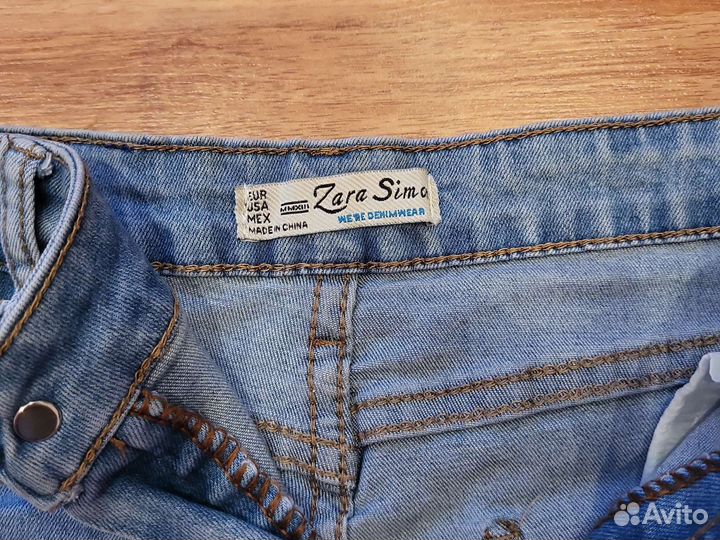 EUR
USA
MEX
MADE IN CHINA
MMXIII
Zara Simo
WE'RE DENIMWEAR
Avito